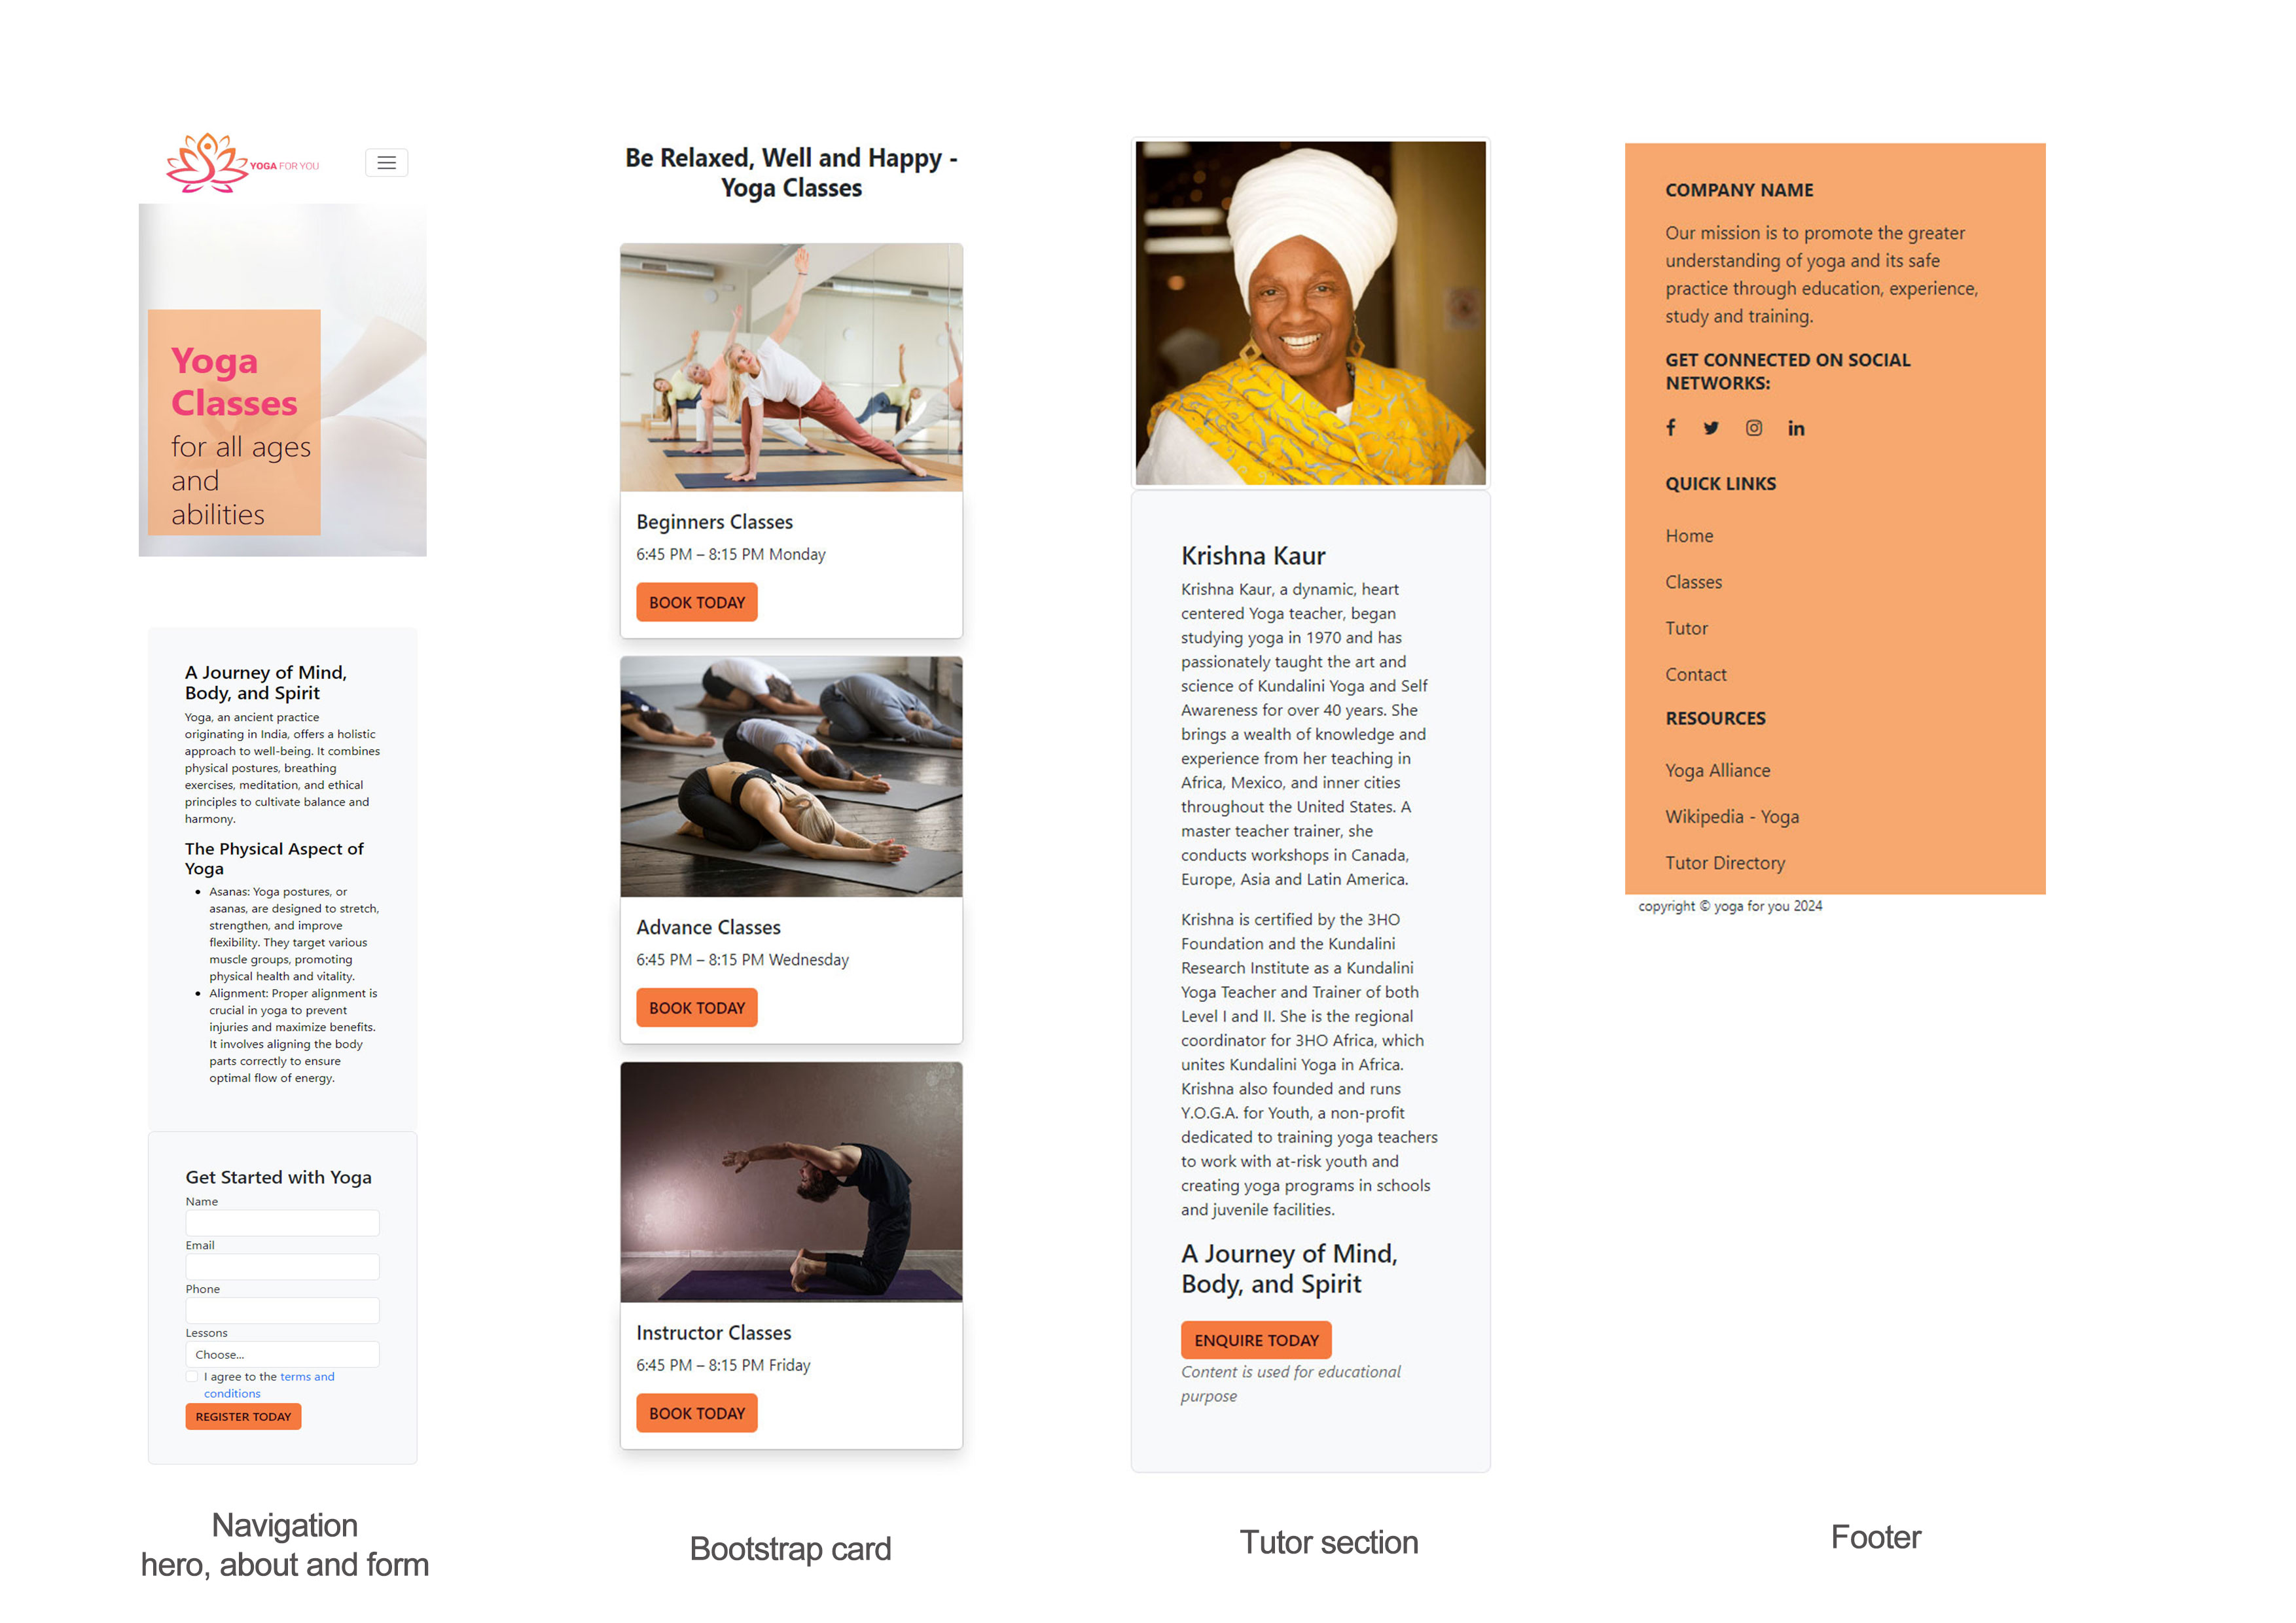 YOGA FOR YOU
Yoga
Classes
for all ages
and
abilities
A Journey of Mind,
Body, and Spirit
Yoga, an ancient practice
originating in India, offers a holistic
approach to well-being. It combines
physical postures, breathing
exercises, meditation, and ethical
principles to cultivate balance and
harmony.
The Physical Aspect of
Yoga
• Asanas: Yoga postures, or
asanas, are designed to stretch,
strengthen, and improve
flexibility. They target various
muscle groups, promoting
physical health and vitality.
• Alignment: Proper alignment is
crucial in yoga to prevent
injuries and maximize benefits.
It involves aligning the body
parts correctly to ensure
optimal flow of energy.
Get Started with Yoga
Name
Email
Phone
Lessons
Choose...
I agree to the terms and
conditions
REGISTER TODAY
Navigation
hero, about and form
Be Relaxed, Well and Happy -
Yoga Classes
Beginners Classes
6:45 PM – 8:15 PM Monday
BOOK TODAY
Advance Classes
6:45 PM – 8:15 PM Wednesday
BOOK TODAY
Instructor Classes
6:45 PM – 8:15 PM Friday
BOOK TODAY
Bootstrap card
Krishna Kaur
Krishna Kaur, a dynamic, heart
centered Yoga teacher, began
studying yoga in 1970 and has
passionately taught the art and
science of Kundalini Yoga and Self
Awareness for over 40 years. She
brings a wealth of knowledge and
experience from her teaching in
Africa, Mexico, and inner cities
throughout the United States. A
master teacher trainer, she
conducts workshops in Canada,
Europe, Asia and Latin America.
Krishna is certified by the 3HO
Foundation and the Kundalini
Research Institute as a Kundalini
Yoga Teacher and Trainer of both
Level I and II. She is the regional
coordinator for 3HO Africa, which
unites Kundalini Yoga in Africa.
Krishna also founded and runs
Y.O.G.A. for Youth, a non-profit
dedicated to training yoga teachers
to work with at-risk youth and
creating yoga programs in schools
and juvenile facilities.
A Journey of Mind,
Body, and Spirit
ENQUIRE TODAY
Content is used for educational
purpose
Tutor section
COMPANY NAME
Our mission is to promote the greater
understanding of yoga and its safe
practice through education, experience,
study and training.
GET CONNECTED ON SOCIAL
NETWORKS:
QUICK LINKS
Home
Classes
Tutor
Contact
RESOURCES
Yoga Alliance
Wikipedia - Yoga
Tutor Directory
copyright © yoga for you 2024
Footer